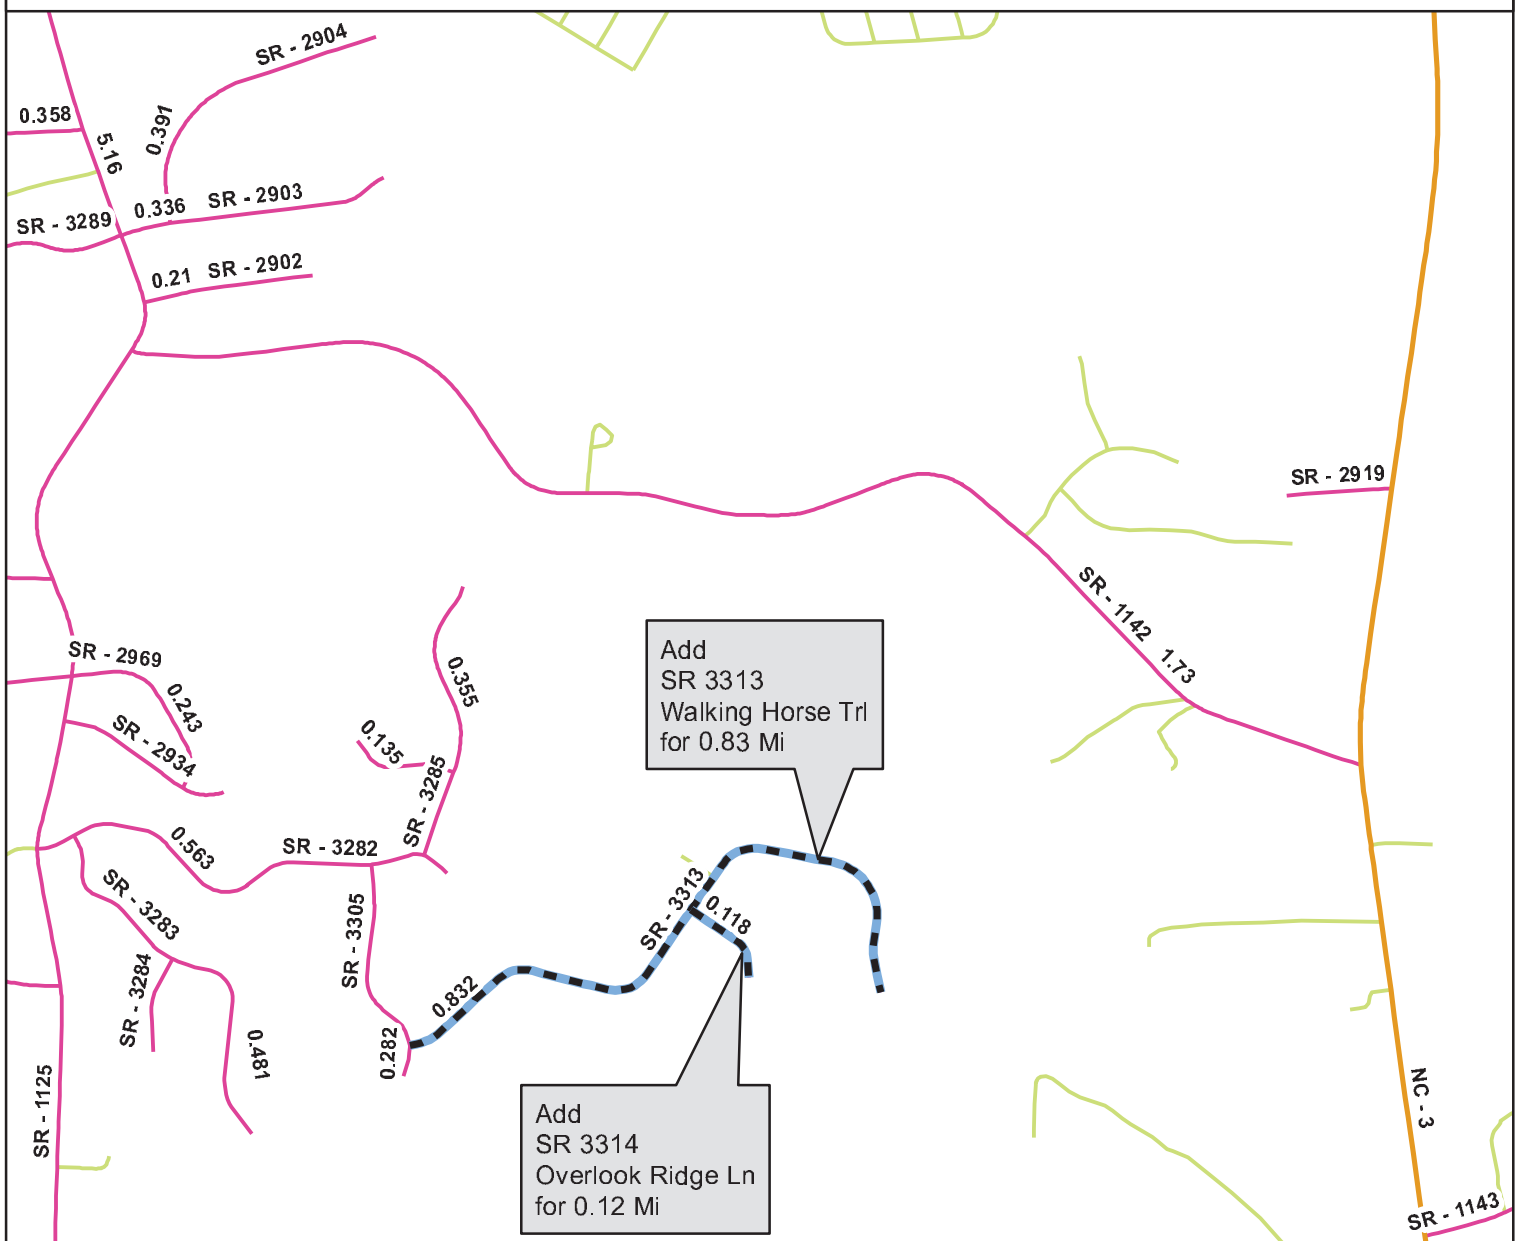 SR - 2904
0.358
0.391
5.16
SR - 3289
0.336
SR - 2903
0.21
SR - 2902
SR - 2919
SR - 1142
1.73
SR - 2969
0.243
SR - 2934
0.355
0.135
SR - 3285
Add
SR 3313
Walking Horse Trl
for 0.83 Mi
0.563
SR - 3282
SR - 3283
SR - 3305
SR - 3313
0.118
SR - 3284
0.832
0.282
0.481
SR - 1125
NC - 3
Add
SR 3314
Overlook Ridge Ln
for 0.12 Mi
SR - 1143